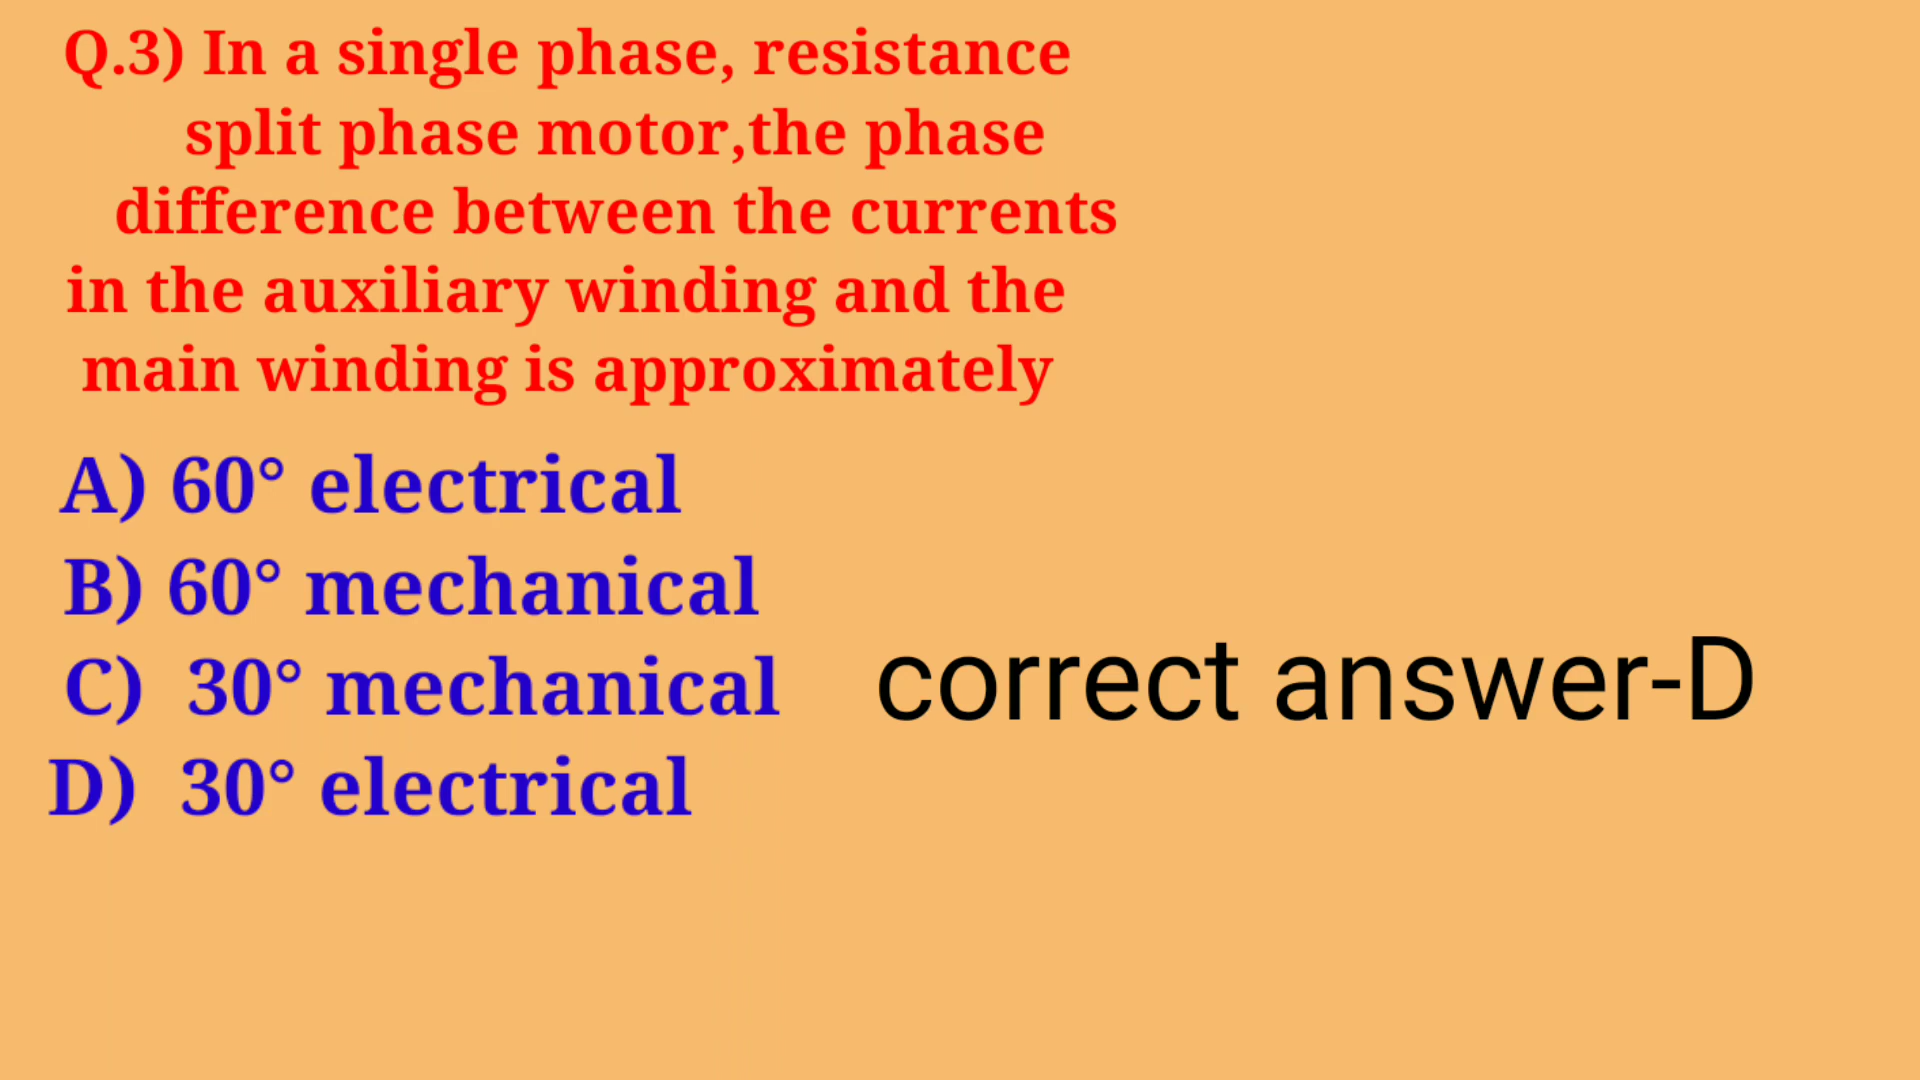 Q.3) In a single phase, resistance
split phase motor,the phase
difference between the currents
in the auxiliary winding and the
main winding is approximately
A) 60° electrical
B) 60° mechanical
C) 30° mechanical
D) 30° electrical
correct answer-D